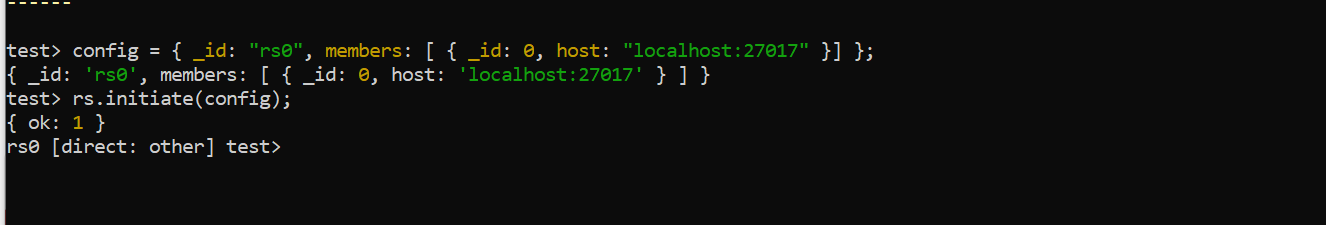 ------
test> config = { _id: "rs0", members: [ { _id: 0, host: "localhost:27017" }] };
{ _id: 'rs0', members: [ { _id: 0, host: 'localhost:27017' } ] }
test> rs.initiate(config);
{ ok: 1 }
rs0 [direct: other] test>